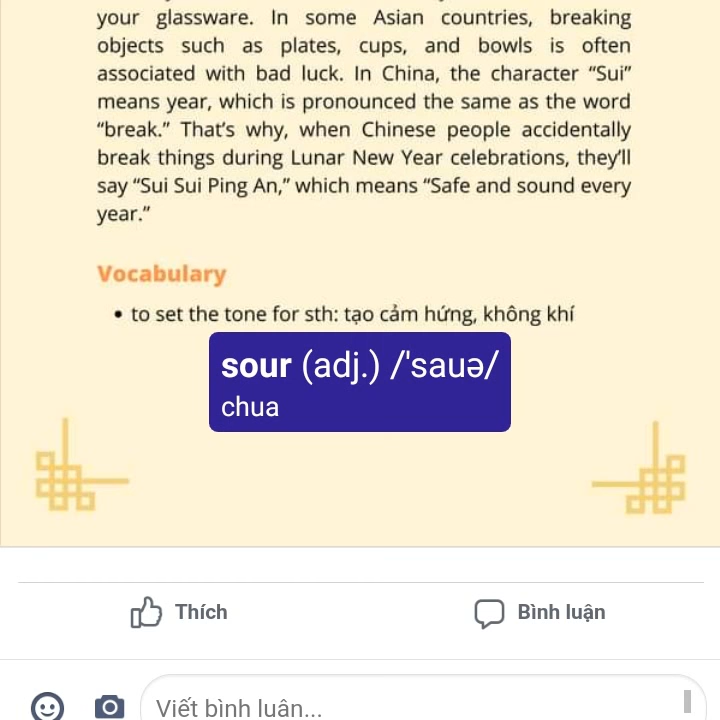 your glassware. In some Asian countries, breaking
objects such as plates, cups, and bowls is often
associated with bad luck. In China, the character “Sui”
means year, which is pronounced the same as the word
“break.” That’s why, when Chinese people accidentally
break things during Lunar New Year celebrations, they’ll
say “Sui Sui Ping An,” which means “Safe and sound every
year.”
Vocabulary
• to set the tone for sth: tạo cảm hứng, không khí
sour (adj.) /'sauə/
chua
Thích
Bình luận
Viết bình luận...